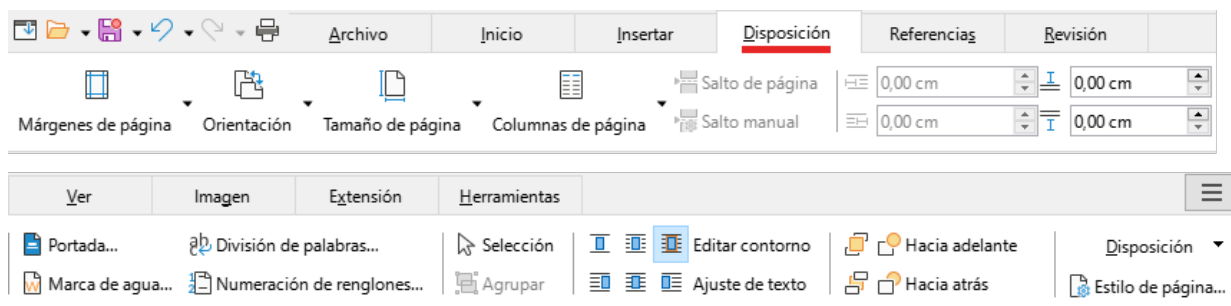 Archivo Inicio Insertar Disposición Referencias Revisión
Salto de página 0,00 cm 0,00 cm
Márgenes de página Orientación Tamaño de página Columnas de página Salto manual 0,00 cm 0,00 cm
Ver Imagen Extensión Herramientas
Portada... División de palabras... Selección Editar contorno Hacia adelante Disposición
Marca de agua... Numeración de renglones... Agrupar Ajuste de texto Hacia atrás Estilo de página...